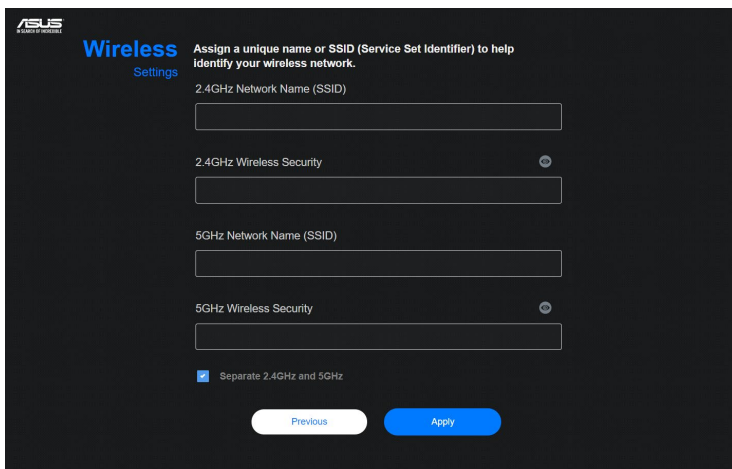 ASUS
IN SEARCH OF INCREDIBLE
Wireless
Settings
Assign a unique name or SSID (Service Set Identifier) to help
identify your wireless network.
2.4GHz Network Name (SSID)
2.4GHz Wireless Security
5GHz Network Name (SSID)
5GHz Wireless Security
Separate 2.4GHz and 5GHz
Previous
Apply